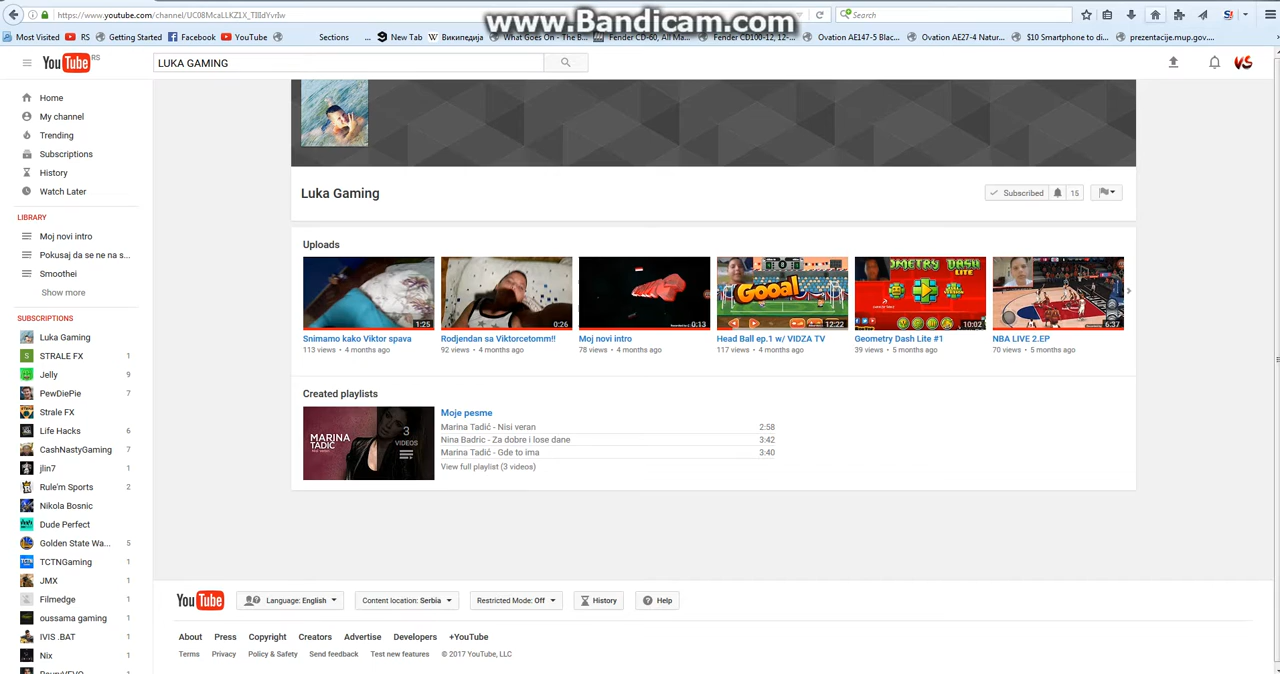 www.Bandicam.com
https://www.youtube.com/channel/UC08McaLLKZ1X_TIIdYvrIw
Search
Most Visited RS Getting Started Facebook YouTube Sections ... New Tab Википедија What Goes On - The B... Fender CD-60, All Ma... Fender CD100-12, 12-... Ovation AE147-5 Blac... Ovation AE27-4 Natur... $10 Smartphone to di... prezentacije.mup.gov....
YouTube RS
LUKA GAMING
VS
Home
My channel
Trending
Subscriptions
History
Watch Later
LIBRARY
Moj novi intro
Pokusaj da se ne na s...
Smoothei
Show more
SUBSCRIPTIONS
Luka Gaming
STRALE FX 1
Jelly 9
PewDiePie 7
Strale FX
Life Hacks 6
CashNastyGaming 7
jlin7
Rule'm Sports 2
Nikola Bosnic
Dude Perfect
Golden State Wa... 5
TCTNGaming 1
JMX 1
Filmedge 1
oussama gaming 1
IVIS .BAT 1
Nix 1
Luka Gaming
Subscribed 15
Uploads
1:25
Snimamo kako Viktor spava
113 views • 4 months ago
0:26
Rodjendan sa Viktorcetomm!!
92 views • 4 months ago
0:13
Moj novi intro
78 views • 4 months ago
Gooal
12:22
Head Ball ep.1 w/ VIDZA TV
117 views • 4 months ago
OMETRY DASH
LITE
10:02
Geometry Dash Lite #1
39 views • 5 months ago
6:37
NBA LIVE 2.EP
70 views • 5 months ago
Created playlists
MARINA
TADIĆ
3
VIDEOS
Moje pesme
Marina Tadić - Nisi veran 2:58
Nina Badric - Za dobre i lose dane 3:42
Marina Tadić - Gde to ima 3:40
View full playlist (3 videos)
YouTube Language: English Content location: Serbia Restricted Mode: Off History Help
About Press Copyright Creators Advertise Developers +YouTube
Terms Privacy Policy & Safety Send feedback Test new features © 2017 YouTube, LLC